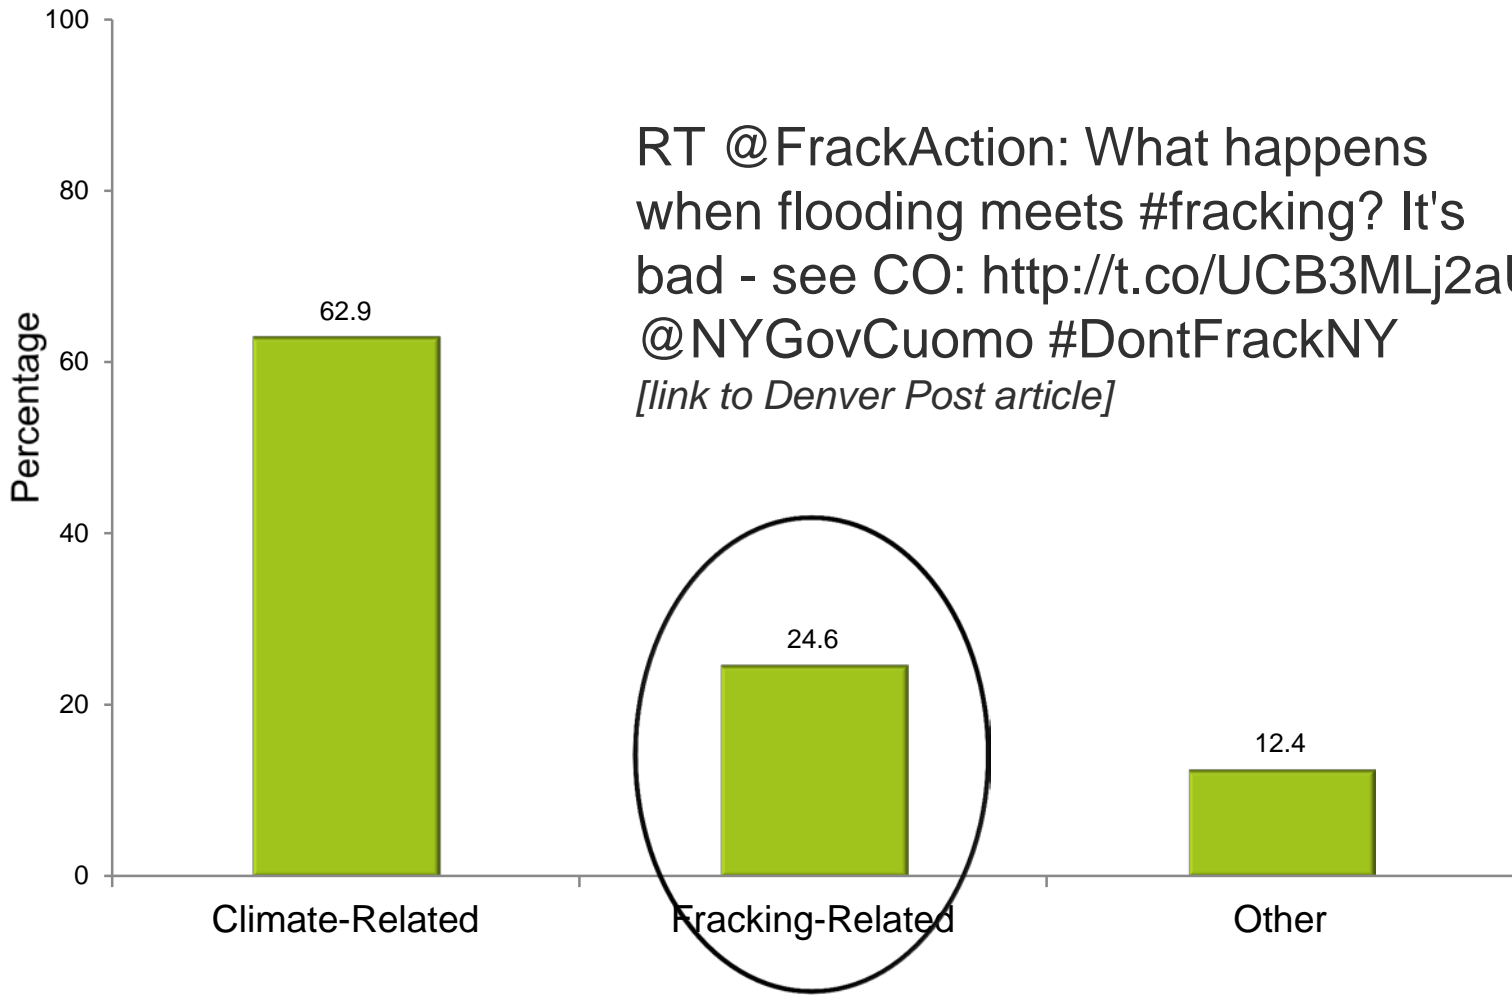 100
80
60
40
20
0
Percentage
RT @FrackAction: What happens
when flooding meets #fracking? It's
bad - see CO: http://t.co/UCB3MLj2a
@NYGovCuomo #DontFrackNY
[link to Denver Post article]
62.9
24.6
12.4
Climate-Related
Fracking-Related
Other